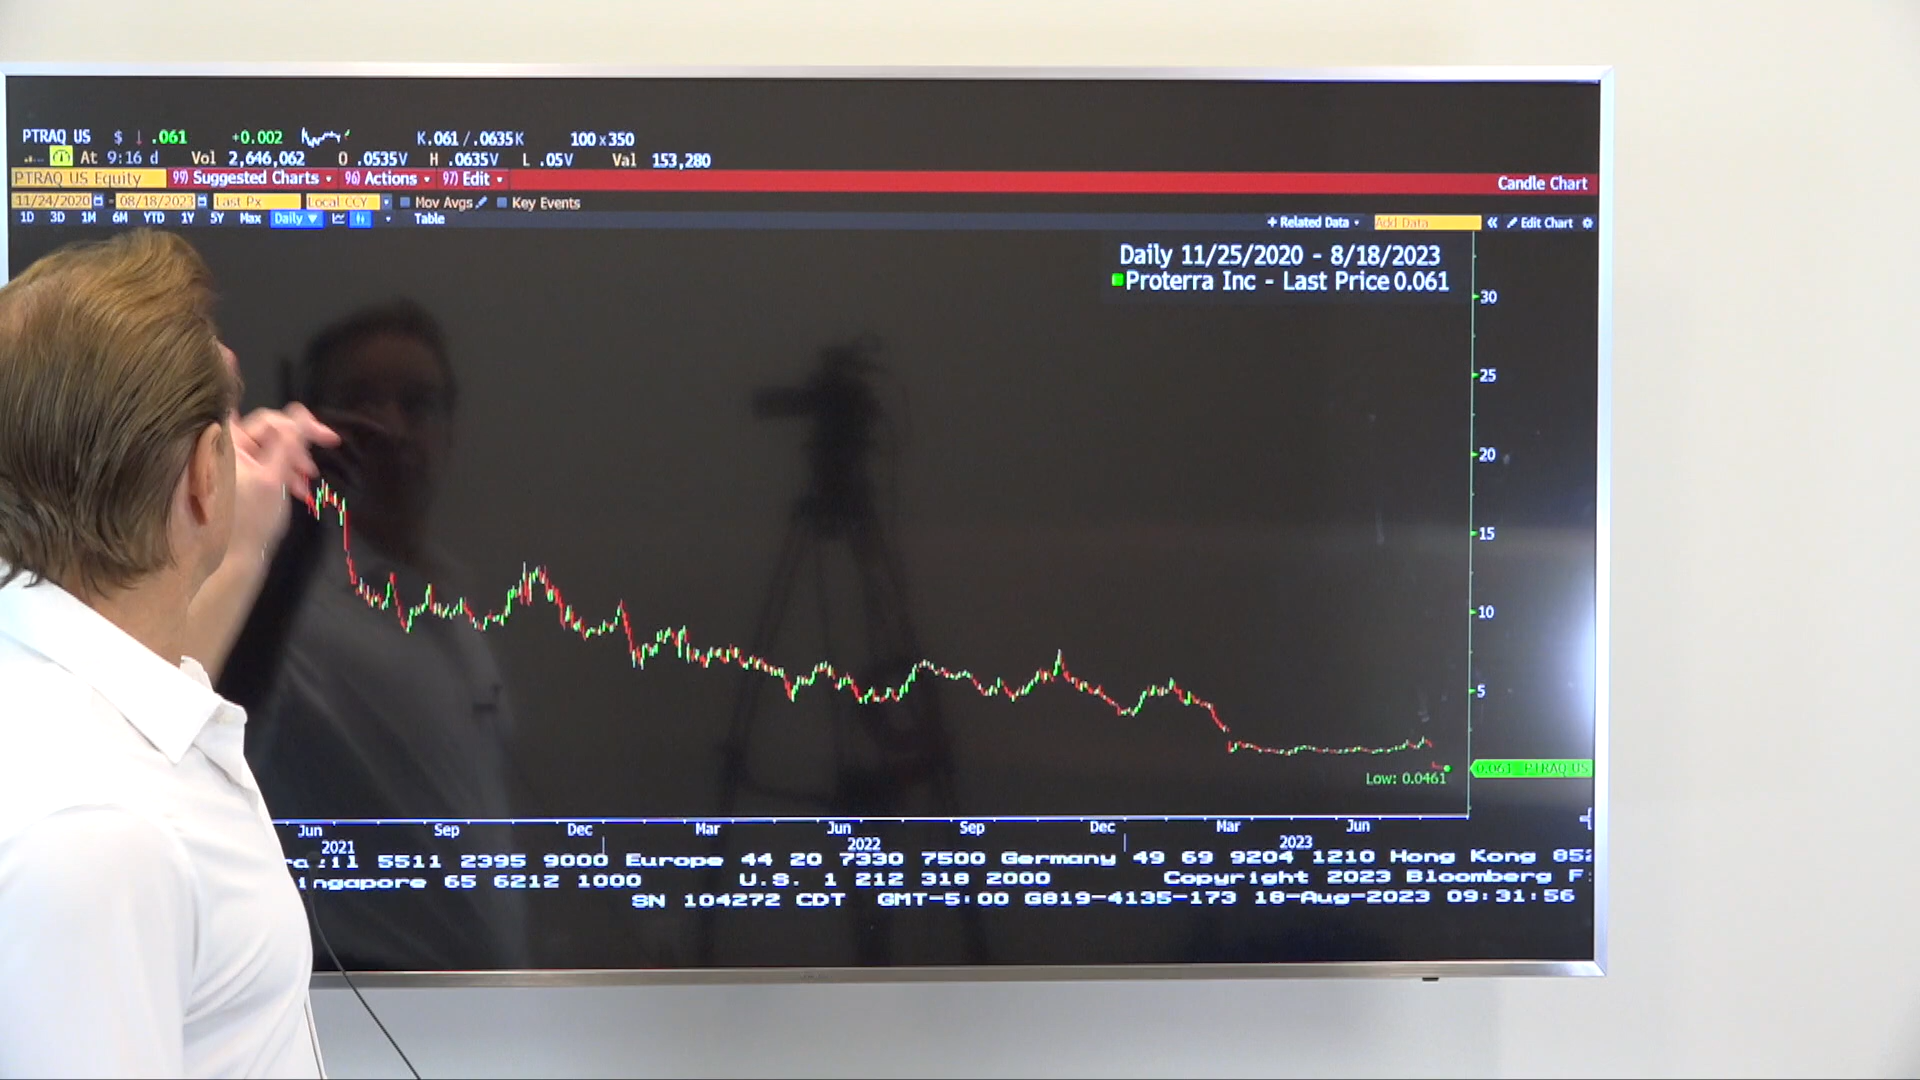 PTRAQ US $ ↓ .061 +0.002 K.061 / .0635K 100 x 350
At 9:16 d Vol 2,646,062 O .0535V H .0635V L .05V Val 153,280
PTRAQ US Equity 99) Suggested Charts 96) Actions 97) Edit Candle Chart
11/24/2020 - 08/18/2023 Last Px Local CCY Mov Avgs Key Events
1D 3D 1M 6M YTD 1Y 5Y Max Daily ▼ Table + Related Data Add Data « Edit Chart
Daily 11/25/2020 - 8/18/2023
Proterra Inc - Last Price 0.061
30
25
20
15
10
5
0.061 PTRAQ US
Low: 0.0461
Jun Sep Dec Mar Jun Sep Dec Mar Jun
2021 2022 2023
5511 2395 9000 Europe 44 20 7330 7500 Germany 49 69 9204 1210 Hong Kong 852
ingapore 65 6212 1000 U.S. 1 212 318 2000 Copyright 2023 Bloomberg F
SN 104272 CDT GMT-5:00 G819-4135-173 18-Aug-2023 09:31:56